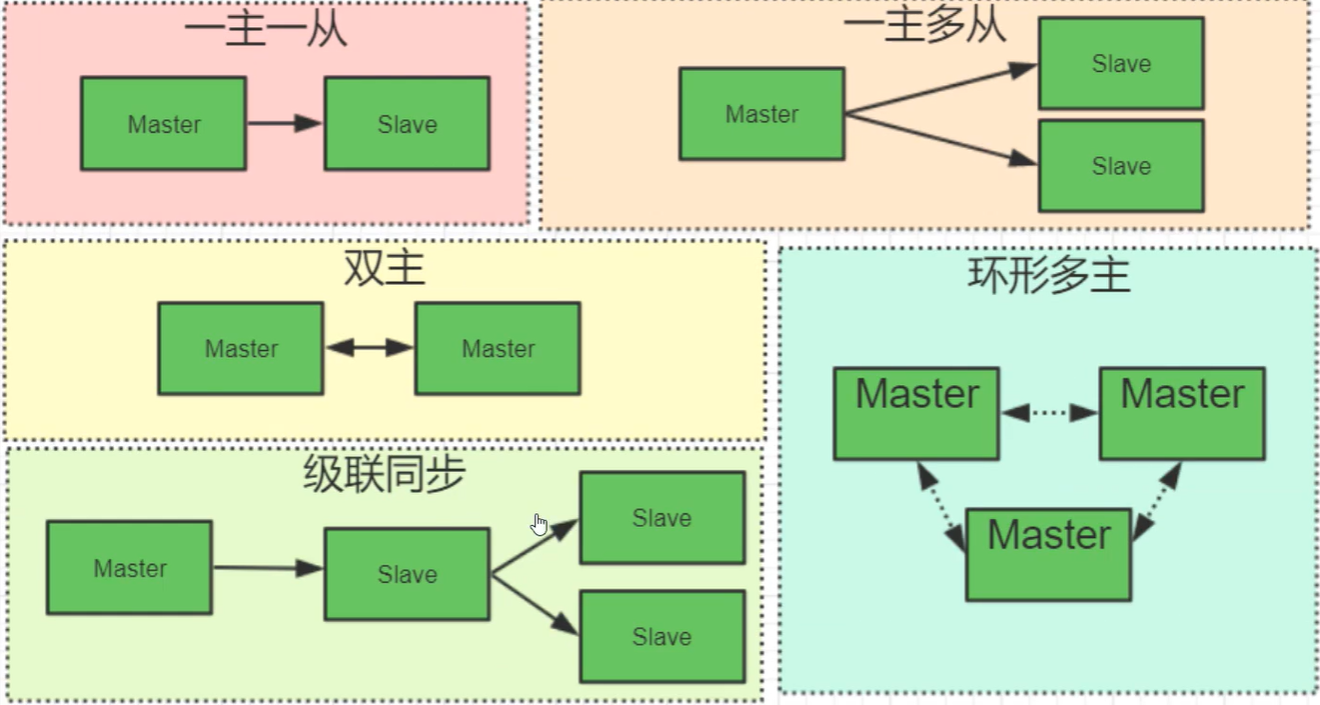 一主一从
Master
Slave
一主多从
Master
Slave
Slave
双主
Master
Master
环形多主
Master
Master
Master
级联同步
Master
Slave
Slave
Slave